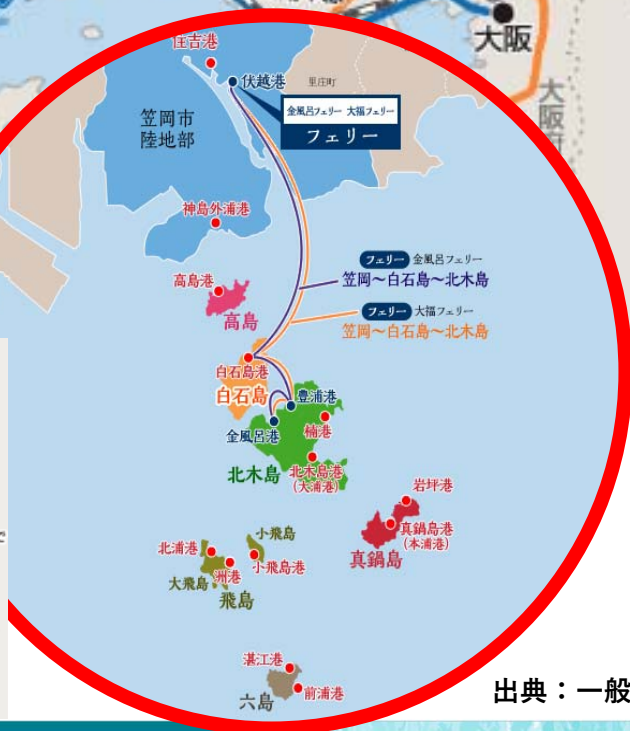 大阪
大阪府
住吉港
伏越港
里庄町
笠岡市
陸地部
金風呂フェリー 大福フェリー
フェリー
神島外浦港
フェリー 金風呂フェリー
笠岡～白石島～北木島
高島港
高島
フェリー 大福フェリー
笠岡～白石島～北木島
白石島港
白石島
豊浦港
金風呂港
楠港
北木島
北木島港
(大浦港)
岩坪港
真鍋島港
(本浦港)
真鍋島
小飛島
北浦港
小飛島港
洲港
大飛島
飛島
湛江港
六島
前浦港
で
出典：一般